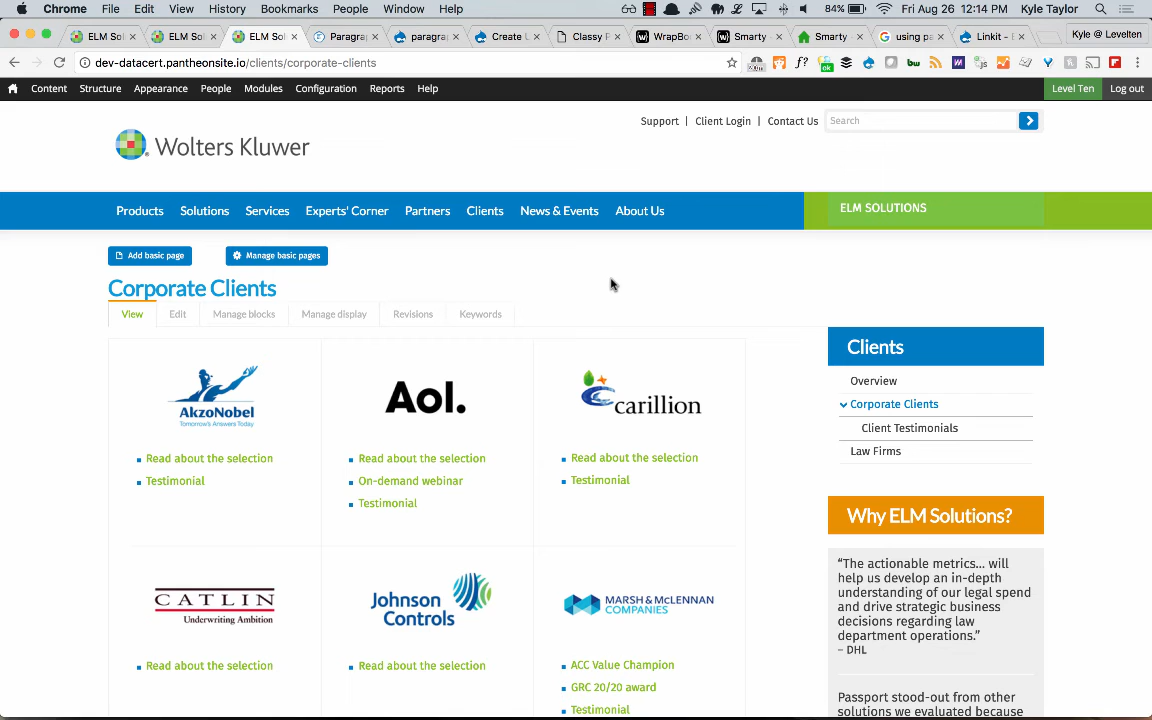 Chrome File Edit View History Bookmarks People Window Help 84% Fri Aug 26 12:14 PM Kyle Taylor
ELM Sol ELM Sol ELM Sol Paragra paragra Create U Classy P WrapBo Smarty Smarty using pa Linkit - E Kyle @ Levelten
dev-datacert.pantheonsite.io/clients/corporate-clients
Content Structure Appearance People Modules Configuration Reports Help Level Ten Log out
Support | Client Login | Contact Us Search
Wolters Kluwer
Products Solutions Services Experts' Corner Partners Clients News & Events About Us ELM SOLUTIONS
Add basic page Manage basic pages
Corporate Clients
View Edit Manage blocks Manage display Revisions Keywords
AkzoNobel
Tomorrow's Answers Today
Read about the selection
Testimonial
Aol.
Read about the selection
On-demand webinar
Testimonial
carillion
Read about the selection
Testimonial
CATLIN
Underwriting Ambition
Read about the selection
Johnson
Controls
Read about the selection
MARSH & McLENNAN
COMPANIES
ACC Value Champion
GRC 20/20 award
Testimonial
Clients
Overview
Corporate Clients
Client Testimonials
Law Firms
Why ELM Solutions?
“The actionable metrics... will
help us develop an in-depth
understanding of our legal spend
and drive strategic business
decisions regarding law
department operations.”
– DHL
Passport stood-out from other
solutions we evaluated because